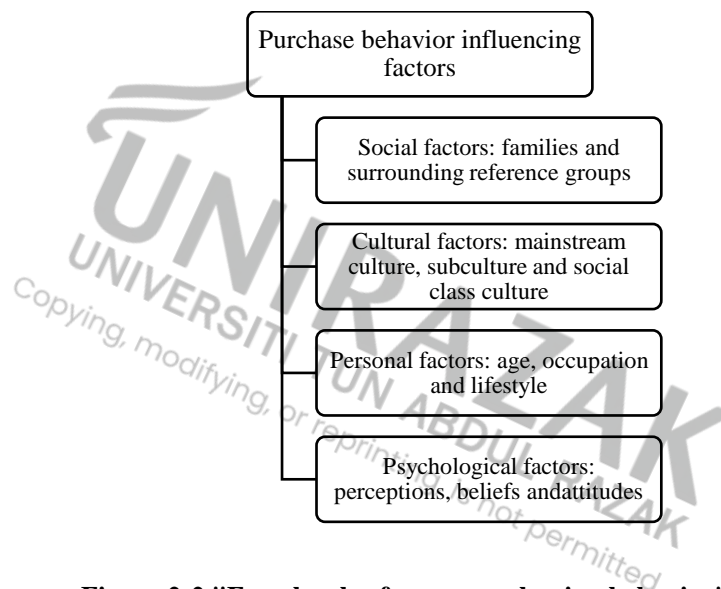 Purchase behavior influencing
factors
Social factors: families and
surrounding reference groups
Cultural factors: mainstream
culture, subculture and social
class culture
Personal factors: age, occupation
and lifestyle
Psychological factors:
perceptions, beliefs andattitudes
UNIRAZAK
UNIVERSITI TUN ABDUL RAZAK
Copying, modifying, or reprinting, is not permitted